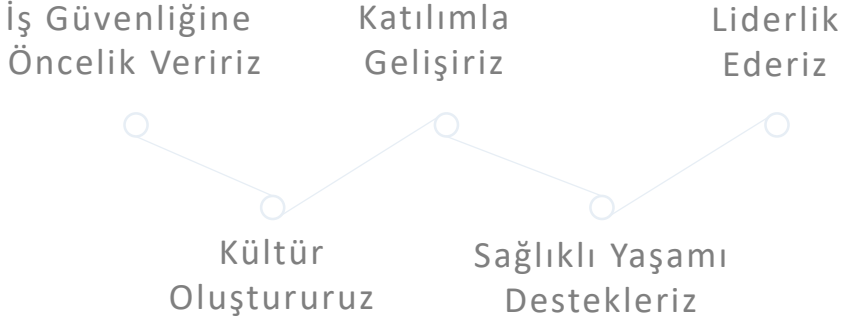 İş Güvenliğine
Öncelik Veririz
Kültür
Oluştururuz
Katılımla
Gelişiriz
Sağlıklı Yaşamı
Destekleriz
Liderlik
Ederiz